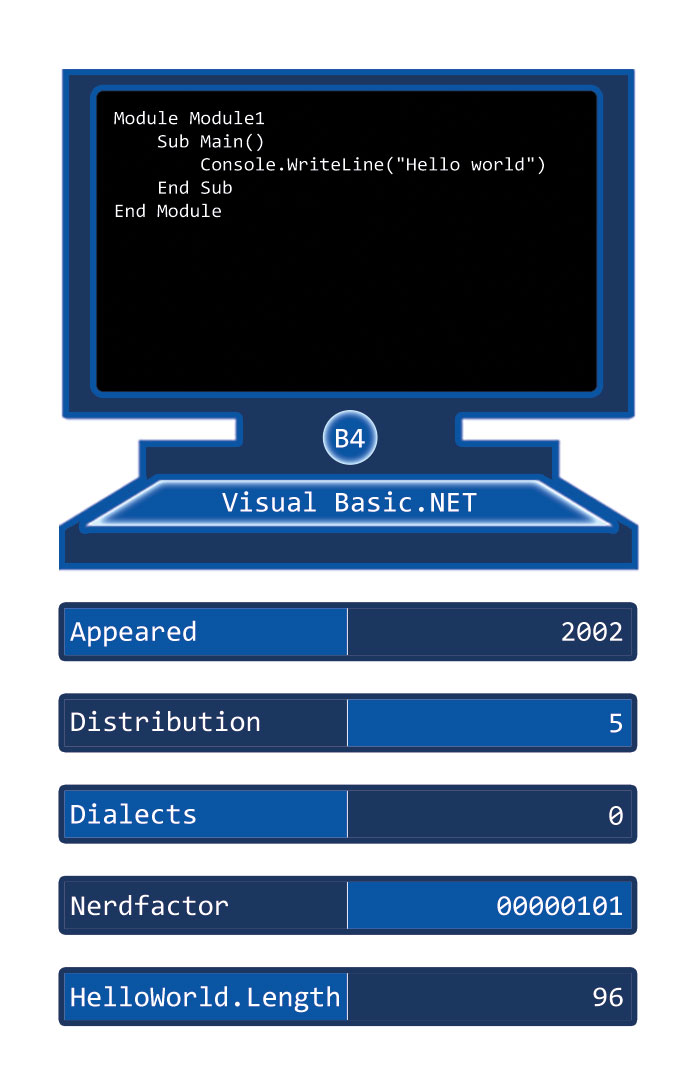 Module Module1
    Sub Main()
        Console.WriteLine("Hello world")
    End Sub
End Module
B4
Visual Basic.NET
Appeared 2002
Distribution 5
Dialects 0
Nerdfactor 00000101
HelloWorld.Length 96